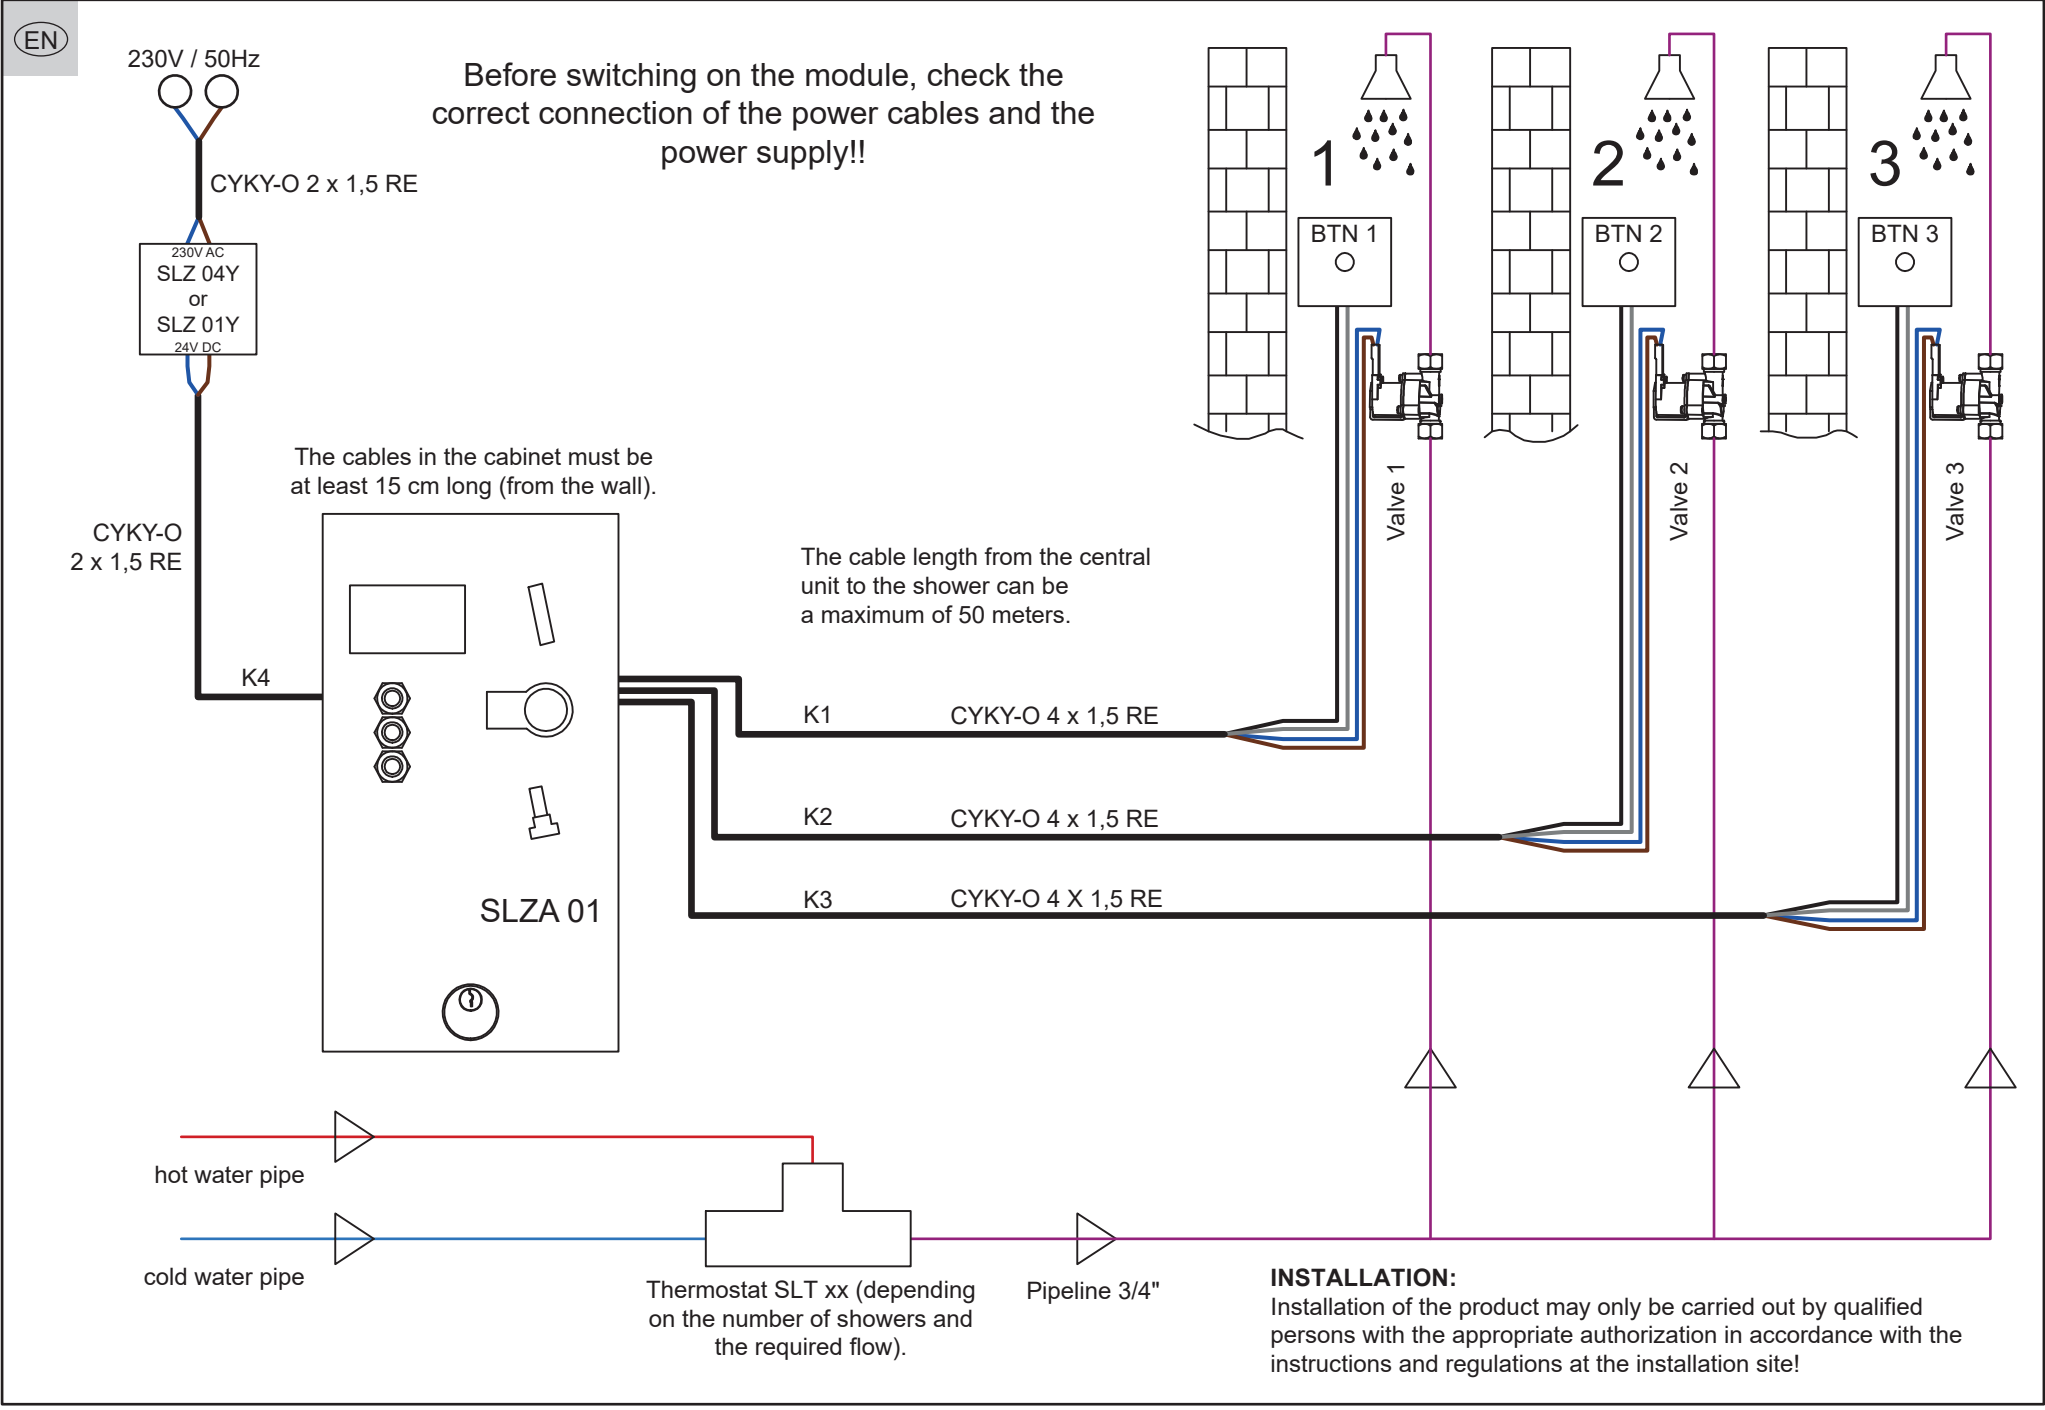 EN
230V / 50Hz
Before switching on the module, check the
correct connection of the power cables and the
power supply!!
CYKY-O 2 x 1,5 RE
230V AC
SLZ 04Y
or
SLZ 01Y
24V DC
1
2
3
BTN 1
BTN 2
BTN 3
The cables in the cabinet must be
at least 15 cm long (from the wall).
CYKY-O
2 x 1,5 RE
Valve 1
Valve 2
Valve 3
The cable length from the central
unit to the shower can be
a maximum of 50 meters.
K4
K1
CYKY-O 4 x 1,5 RE
K2
CYKY-O 4 x 1,5 RE
K3
CYKY-O 4 X 1,5 RE
SLZA 01
hot water pipe
cold water pipe
Thermostat SLT xx (depending
on the number of showers and
the required flow).
Pipeline 3/4"
INSTALLATION:
Installation of the product may only be carried out by qualified
persons with the appropriate authorization in accordance with the
instructions and regulations at the installation site!